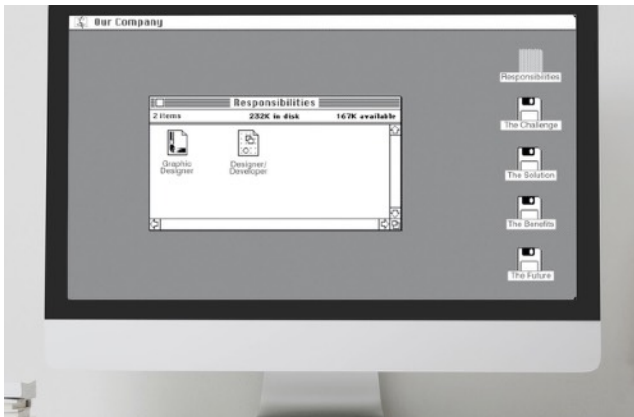 Our Company
Responsibilities
2 items 232K in disk 167K available
Graphic
Designer
Designer/
Developer
Responsibilities
The Challenge
The Solution
The Benefits
The Future